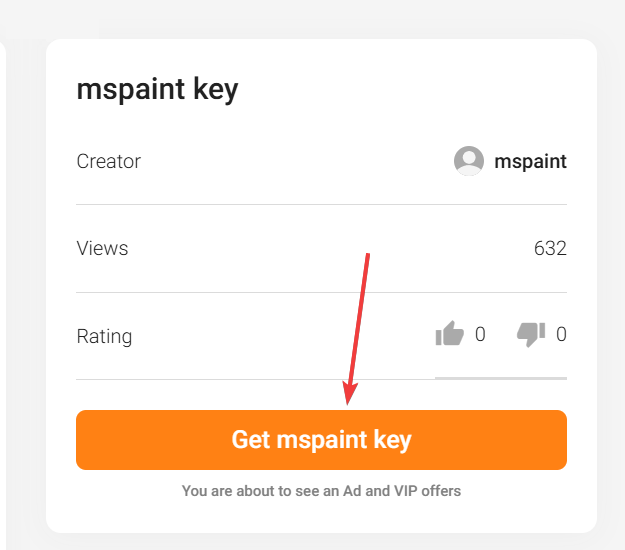 mspaint key
Creator mspaint
Views 632
Rating 0 0
Get mspaint key
You are about to see an Ad and VIP offers